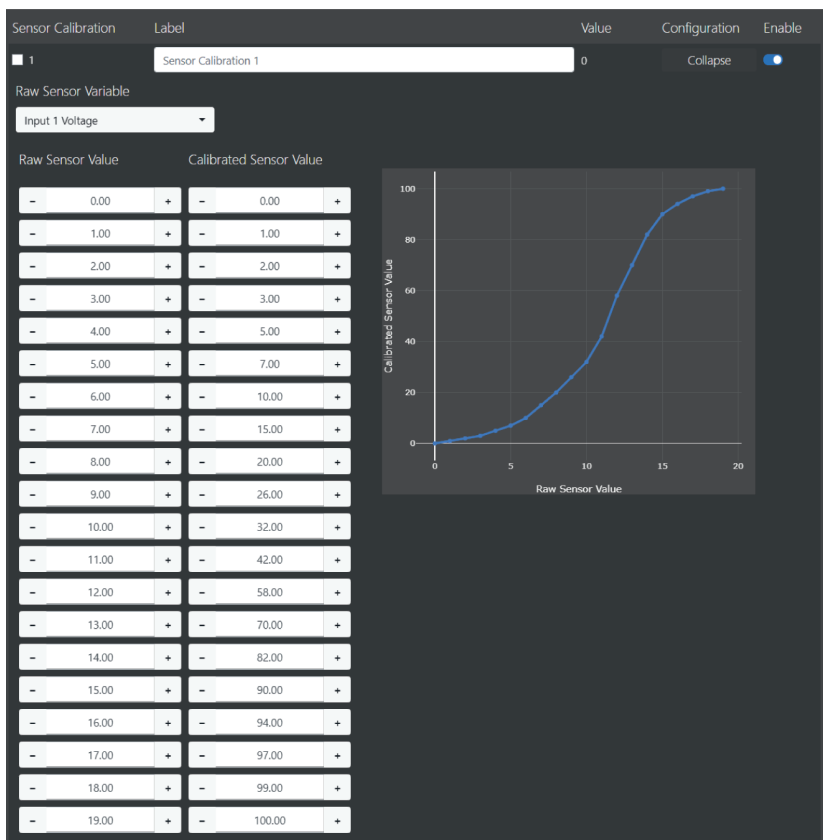 Sensor Calibration Label Value Configuration Enable
1 Sensor Calibration 1 0 Collapse
Raw Sensor Variable
Input 1 Voltage
Raw Sensor Value Calibrated Sensor Value
- 0.00 + - 0.00 +
- 1.00 + - 1.00 +
- 2.00 + - 2.00 +
- 3.00 + - 3.00 +
- 4.00 + - 5.00 +
- 5.00 + - 7.00 +
- 6.00 + - 10.00 +
- 7.00 + - 15.00 +
- 8.00 + - 20.00 +
- 9.00 + - 26.00 +
- 10.00 + - 32.00 +
- 11.00 + - 42.00 +
- 12.00 + - 58.00 +
- 13.00 + - 70.00 +
- 14.00 + - 82.00 +
- 15.00 + - 90.00 +
- 16.00 + - 94.00 +
- 17.00 + - 97.00 +
- 18.00 + - 99.00 +
- 19.00 + - 100.00 +
Calibrated Sensor Value
100
80
60
40
20
0
0 5 10 15 20
Raw Sensor Value